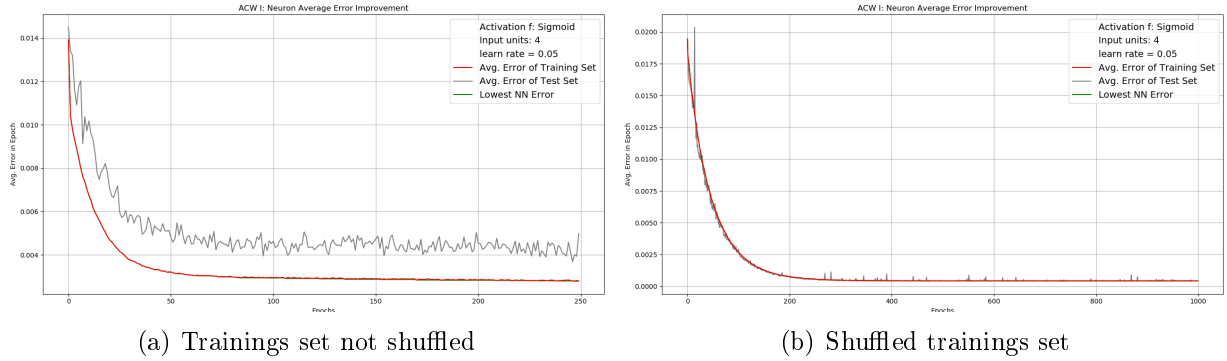 ACW I: Neuron Average Error Improvement
Activation f: Sigmoid
Input units: 4
learn rate = 0.05
Avg. Error of Training Set
Avg. Error of Test Set
Lowest NN Error
Avg. Error in Epoch
0.014
0.012
0.010
0.008
0.006
0.004
0
50
100
150
200
250
Epochs
(a) Trainings set not shuffled
ACW I: Neuron Average Error Improvement
Activation f: Sigmoid
Input units: 4
learn rate = 0.05
Avg. Error of Training Set
Avg. Error of Test Set
Lowest NN Error
Avg. Error in Epoch
0.0200
0.0175
0.0150
0.0125
0.0100
0.0075
0.0050
0.0025
0.0000
0
200
400
600
800
1000
Epochs
(b) Shuffled trainings set